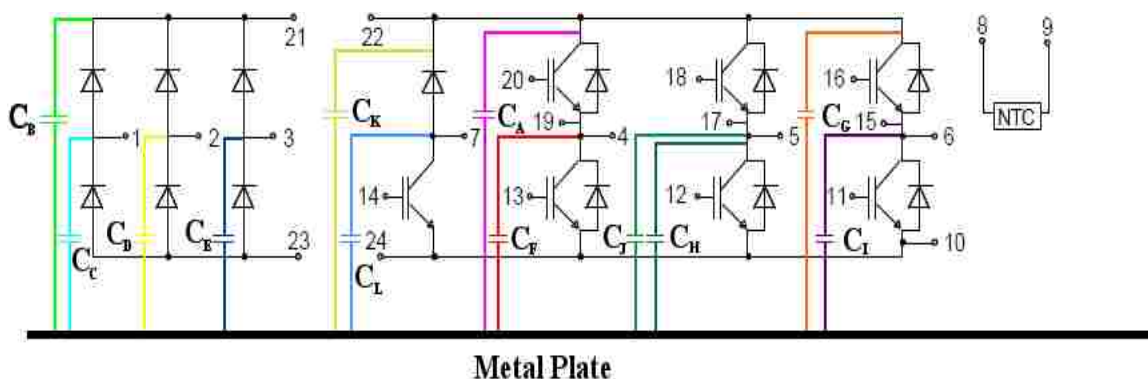 21
22
8
9
20
18
16
NTC
C_B
C_K
C_A
C_G
1
2
3
7
19
4
17
5
15
6
14
13
12
11
C_C
C_D
C_E
23
24
C_L
C_F
C_J
C_H
C_I
10
Metal Plate